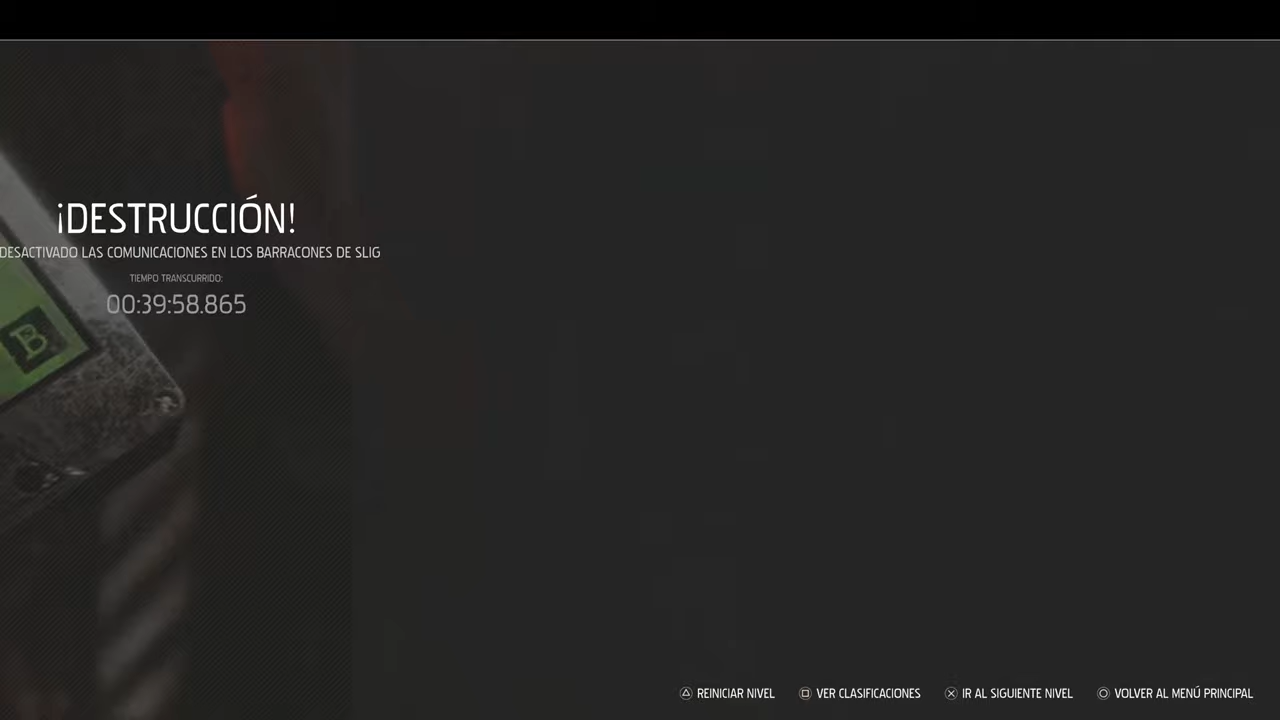 ¡DESTRUCCIÓN!
DESACTIVADO LAS COMUNICACIONES EN LOS BARRACONES DE SLIG
TIEMPO TRANSCURRIDO:
00:39:58.865
B
REINICIAR NIVEL VER CLASIFICACIONES IR AL SIGUIENTE NIVEL VOLVER AL MENÚ PRINCIPAL